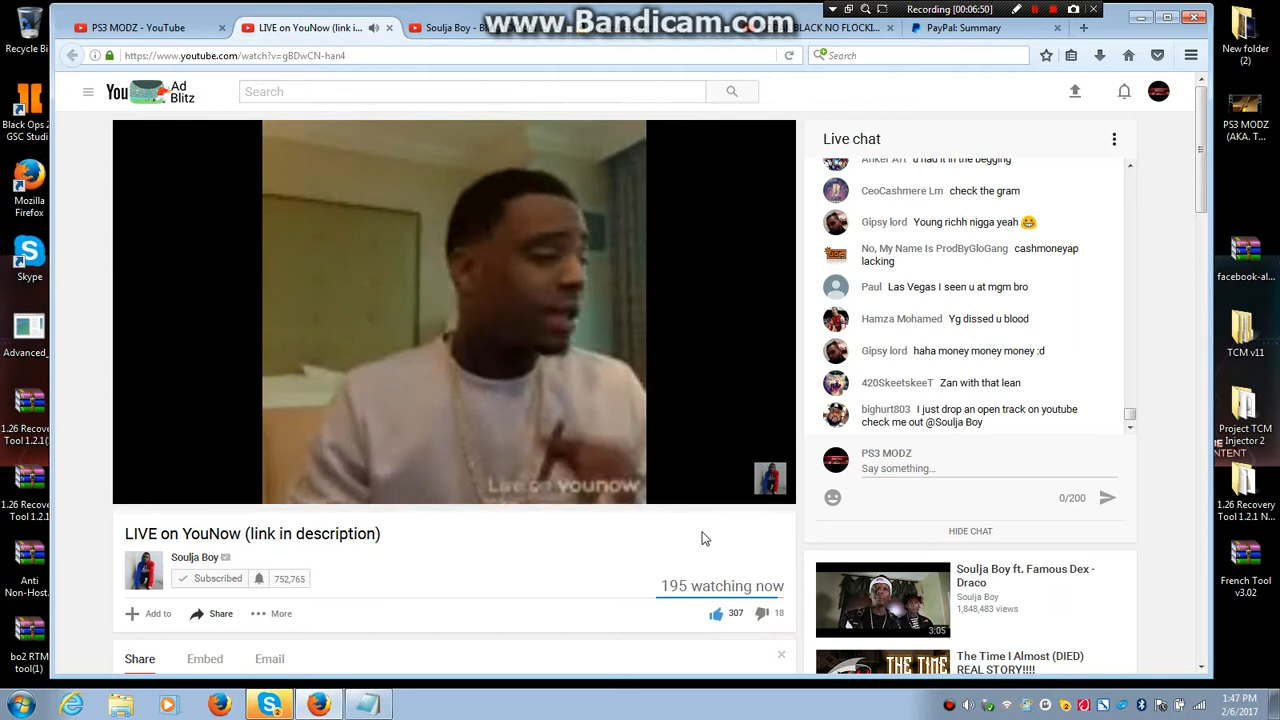 www.Bandicam.com
Recording [00:06:50]
PS3 MODZ - YouTube
LIVE on YouNow (link i...
Soulja Boy -
BLACK NO FLOCKI...
PayPal: Summary
https://www.youtube.com/watch?v=gBDwCN-han4
Search
You
Ad
Blitz
Search
Live chat
u had it in the begging
CeoCashmere Lm check the gram
Gipsy lord Young richh nigga yeah
No, My Name Is ProdByGloGang cashmoneyap
lacking
Paul Las Vegas I seen u at mgm bro
Hamza Mohamed Yg dissed u blood
Gipsy lord haha money money money :d
420SkeetskeeT Zan with that lean
bighurt803 I just drop an open track on youtube
check me out @Soulja Boy
PS3 MODZ
Say something...
0/200
HIDE CHAT
younow
LIVE on YouNow (link in description)
Soulja Boy
Subscribed
752,765
195 watching now
Add to
Share
More
307
18
Share
Embed
Email
Soulja Boy ft. Famous Dex -
Draco
Soulja Boy
1,848,483 views
3:05
The Time I Almost (DIED)
REAL STORY!!!!
THE TIME
Recycle Bin
Black Ops 2
GSC Studi
Mozilla
Firefox
Skype
Advanced_
1.26 Recove
Tool 1.2.1(
1.26 Recov
Tool 1.2.1
Anti
Non-Host.
bo2 RTM
tool(1)
New folder
(2)
PS3 MODZ
(AKA. T...
facebook-al...
TCM v11
Project TCM
Injector 2
1.26 Recovery
Tool 1.2.1 N...
French Tool
v3.02
1:47 PM
2/6/2017